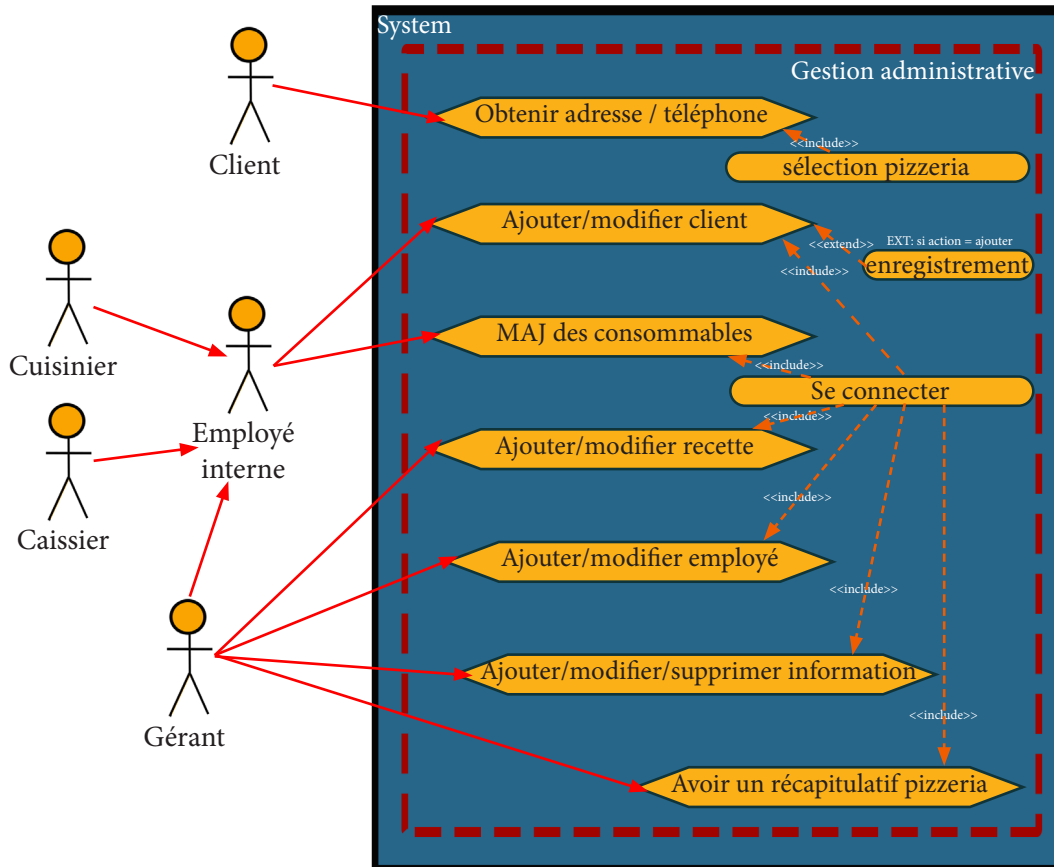 System
Gestion administrative
Obtenir adresse / téléphone
<<include>>
sélection pizzeria
Client
Ajouter/modifier client
EXT: si action = ajouter
<<extend>>
enregistrement
<<include>>
MAJ des consommables
<<include>>
Cuisinier
Se connecter
<<include>>
Employé
interne
Ajouter/modifier recette
<<include>>
Caissier
Ajouter/modifier employé
<<include>>
Ajouter/modifier/supprimer information
<<include>>
Gérant
Avoir un récapitulatif pizzeria